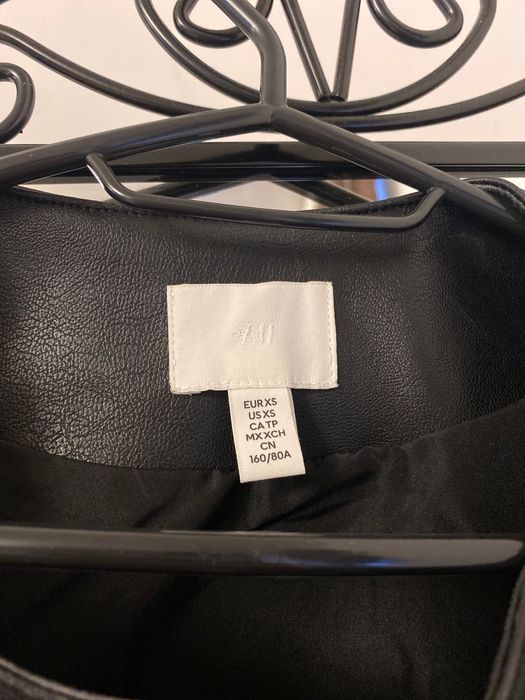 H&M
EUR XS
US XS
CA TP
MX XCH
CN
160/80A